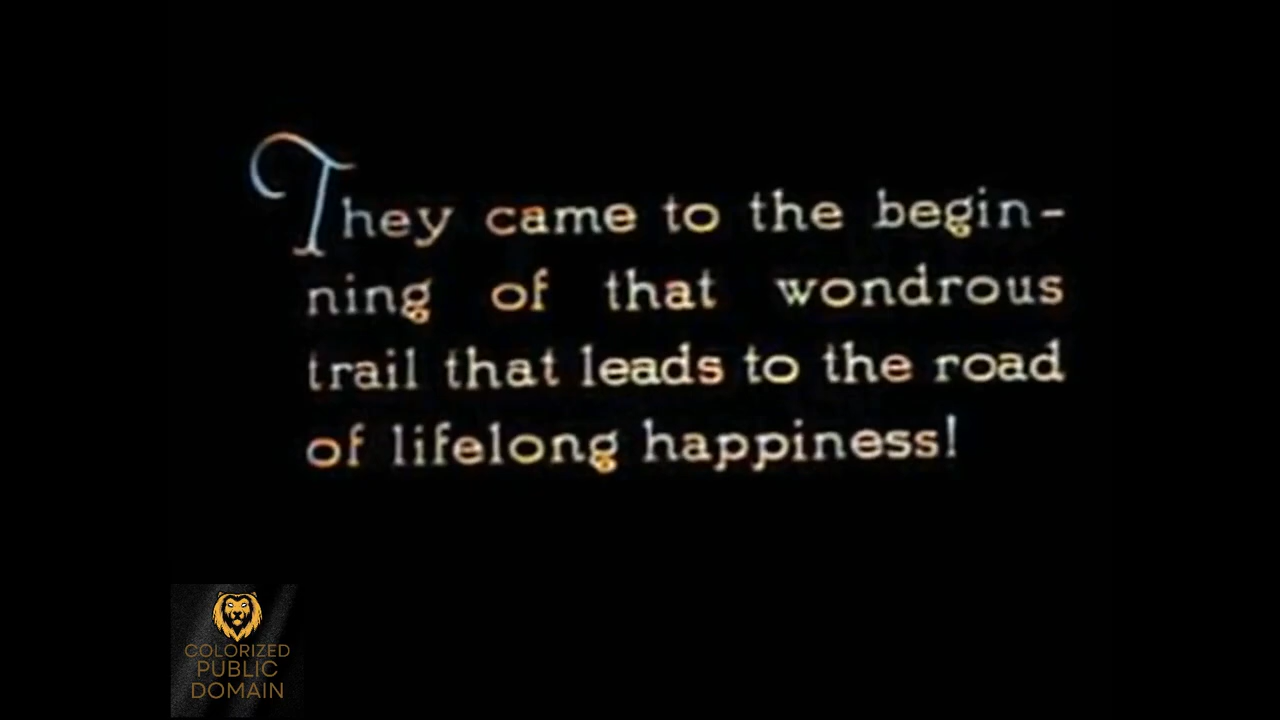 They came to the begin-
ning of that wondrous
trail that leads to the road
of lifelong happiness!
COLORIZED
PUBLIC
DOMAIN